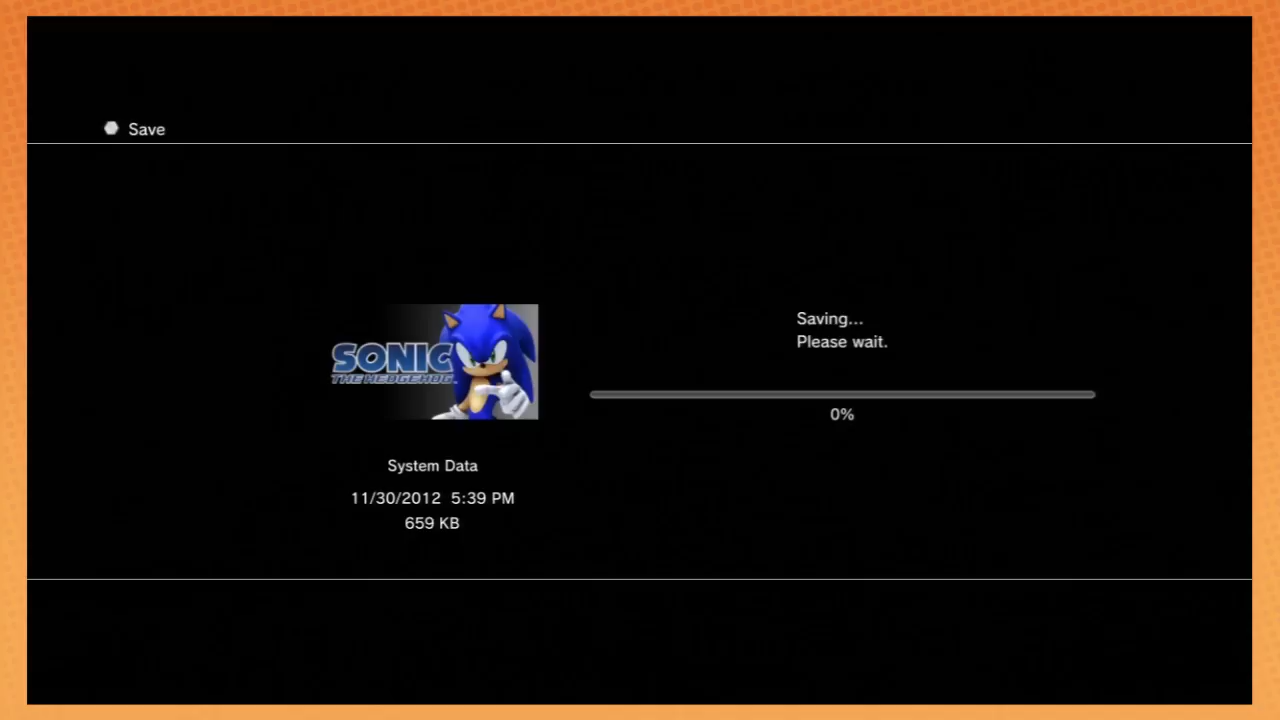 Save
SONIC
THE HEDGEHOG
Saving...
Please wait.
0%
System Data
11/30/2012 5:39 PM
659 KB